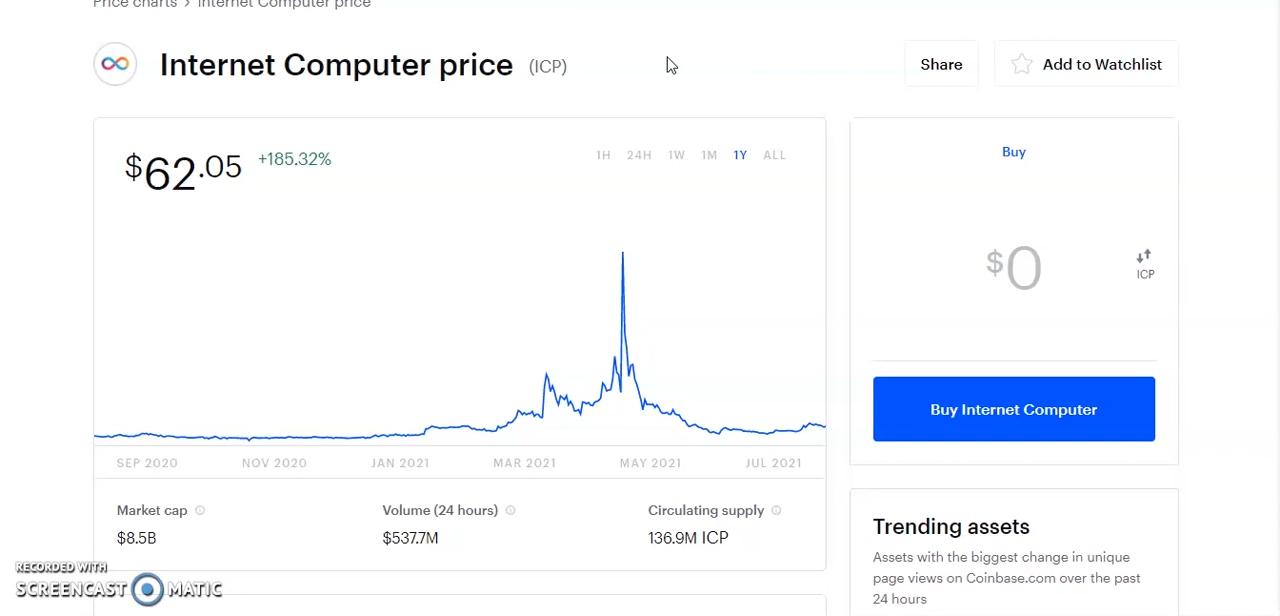 Price charts > Internet Computer price
Internet Computer price (ICP)
Share
Add to Watchlist
$62.05 +185.32%
1H 24H 1W 1M 1Y ALL
SEP 2020 NOV 2020 JAN 2021 MAR 2021 MAY 2021 JUL 2021
Market cap
$8.5B
Volume (24 hours)
$537.7M
Circulating supply
136.9M ICP
Buy
$0
ICP
Buy Internet Computer
Trending assets
Assets with the biggest change in unique
page views on Coinbase.com over the past
24 hours
RECORDED WITH
SCREENCAST MATIC